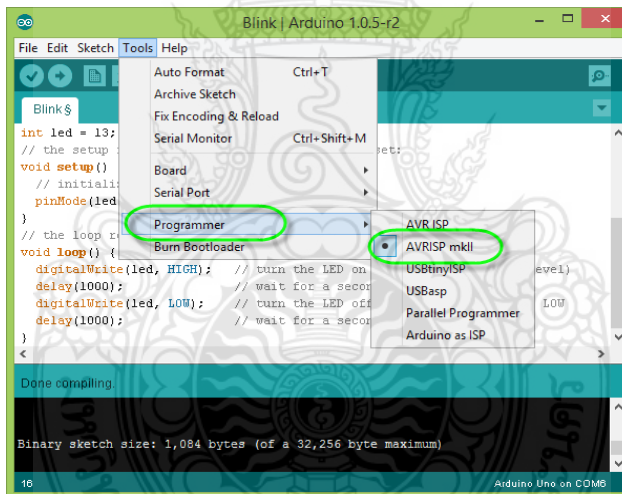 Blink | Arduino 1.0.5-r2
File Edit Sketch Tools Help
Auto Format Ctrl+T
Archive Sketch
Fix Encoding & Reload
Serial Monitor Ctrl+Shift+M
Board
Serial Port
Programmer
Burn Bootloader
AVR ISP
AVRISP mkII
USBtinyISP
USBasp
Parallel Programmer
Arduino as ISP
Blink §
int led = 13;
// the setup set:
void setup()
// initiali
pinMode(led
}
// the loop r
void loop() {
digitalWrite(led, HIGH); // turn the LED on evel)
delay(1000); // wait for a secon
digitalWrite(led, LOW); // turn the LED off LOW
delay(1000); // wait for a secon
}
Done compiling.
Binary sketch size: 1,084 bytes (of a 32,256 byte maximum)
16 Arduino Uno on COM6